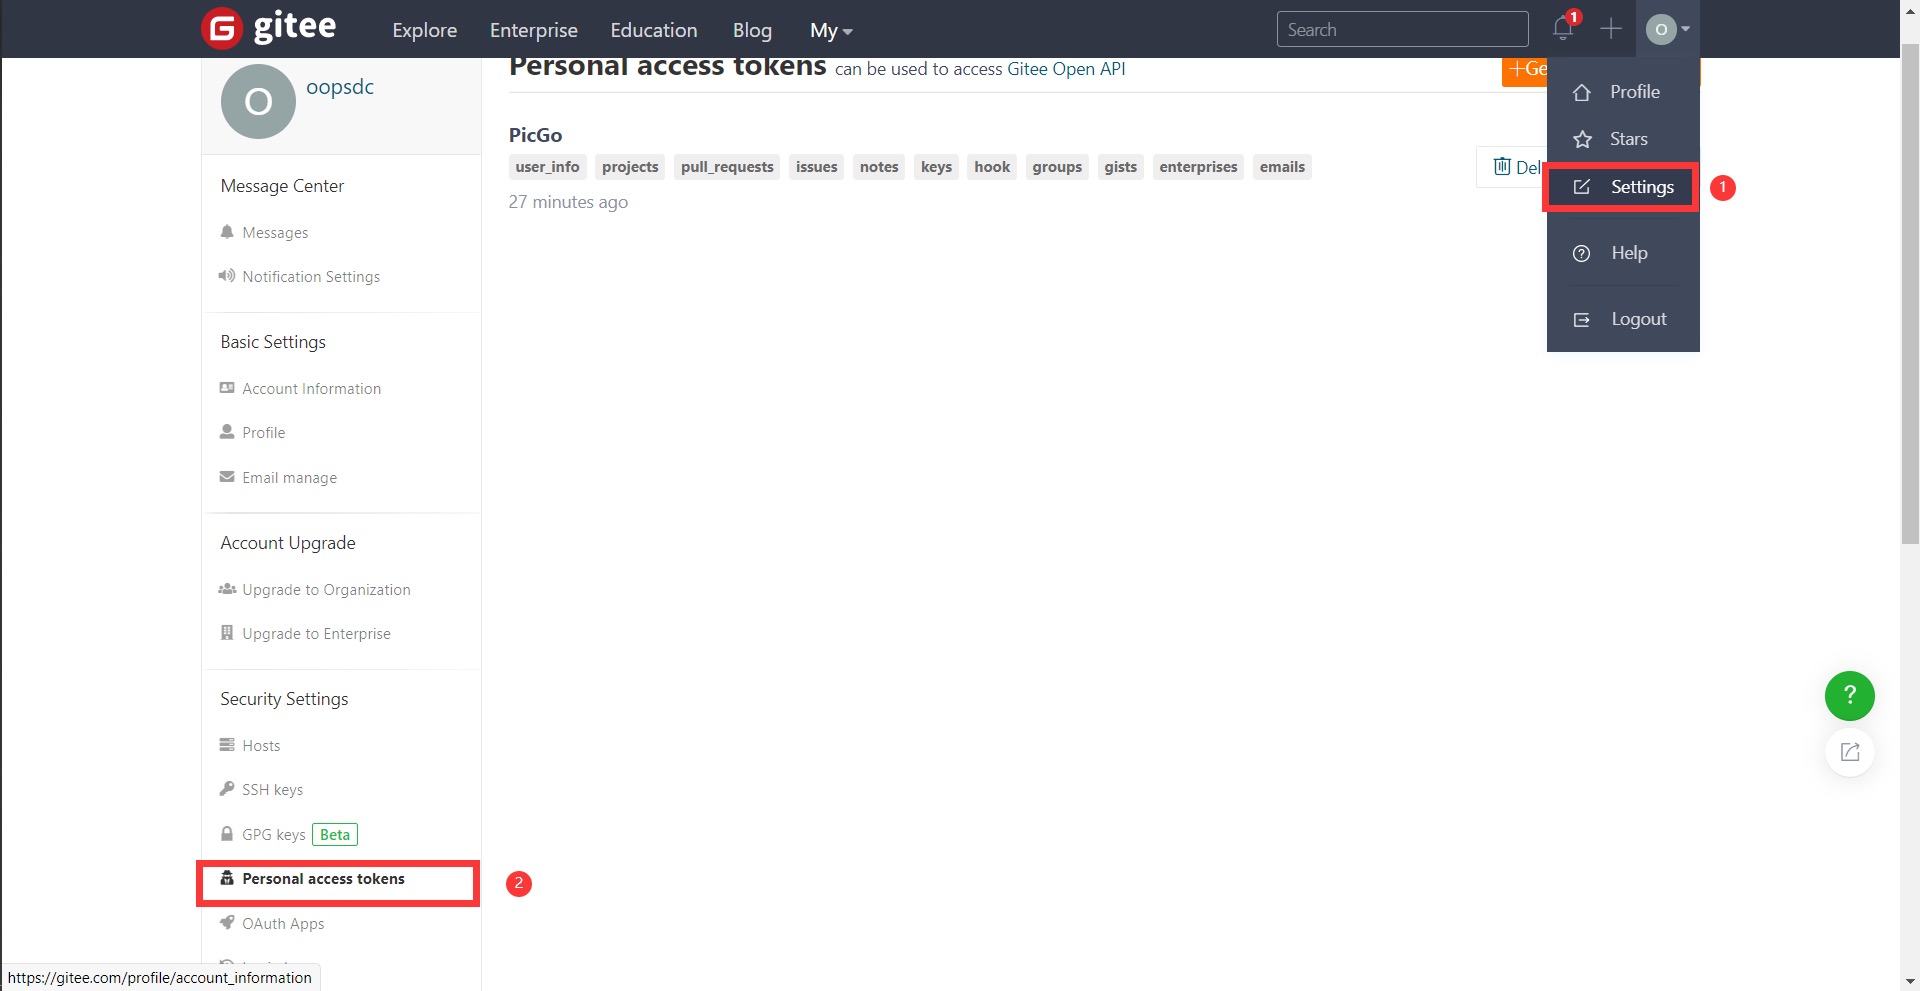 gitee
Explore Enterprise Education Blog My
Search
1
O
O
oopsdc
Message Center
Messages
Notification Settings
Basic Settings
Account Information
Profile
Email manage
Account Upgrade
Upgrade to Organization
Upgrade to Enterprise
Security Settings
Hosts
SSH keys
GPG keys Beta
Personal access tokens
2
OAuth Apps
Personal access tokens can be used to access Gitee Open API
+Ge
PicGo
user_info projects pull_requests issues notes keys hook groups gists enterprises emails
27 minutes ago
Del
Profile
Stars
Settings
1
Help
Logout
?
https://gitee.com/profile/account_information